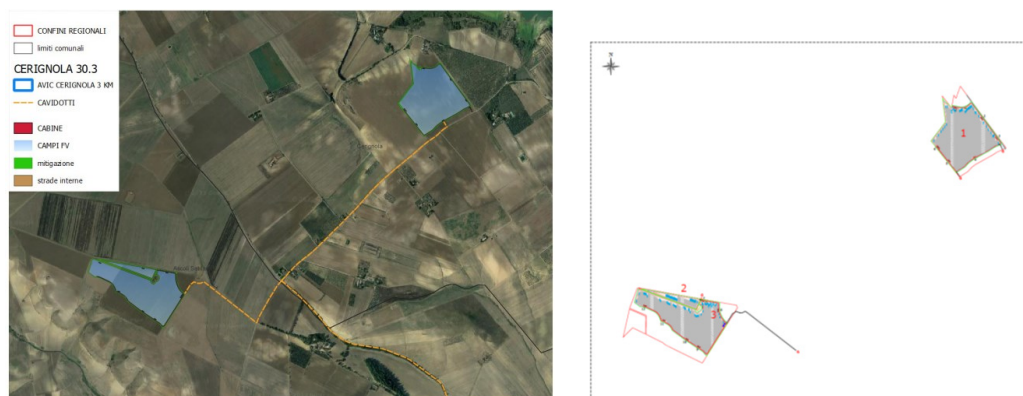 CONFINI REGIONALI
limiti comunali
CERIGNOLA 30.3
AVIC CERIGNOLA 3 KM
CAVIDOTTI
CABINE
CAMPI FV
mitigazione
strade interne
N
1
2
3